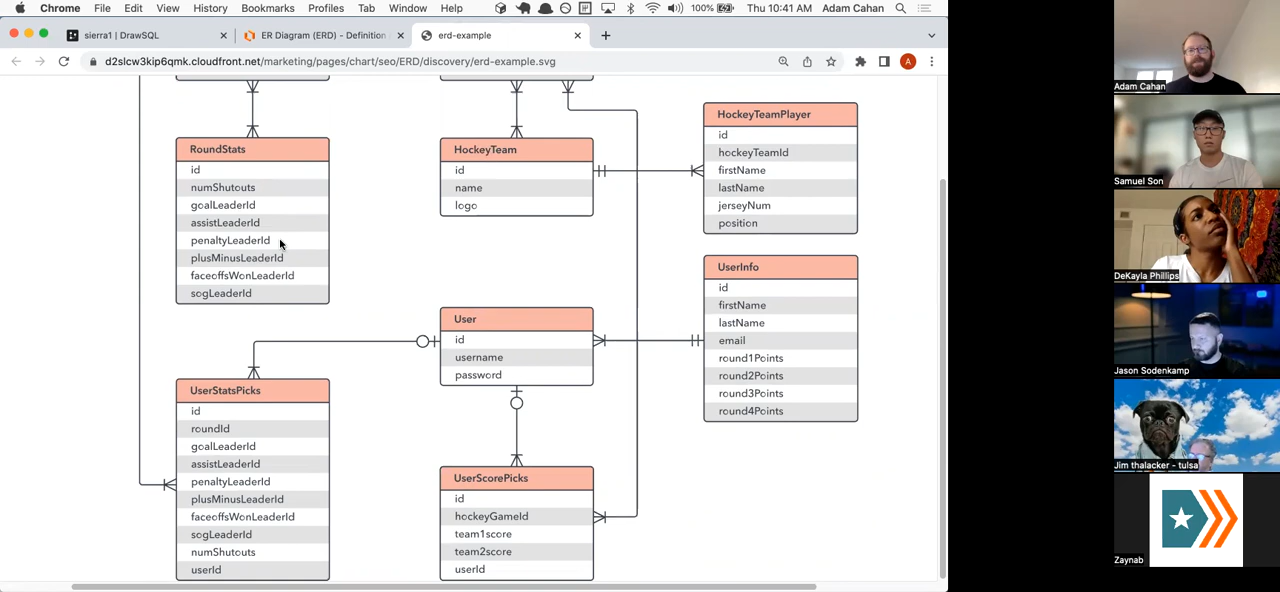 Chrome File Edit View History Bookmarks Profiles Tab Window Help 100% Thu 10:41 AM Adam Cahan
sierra1 | DrawSQL
ER Diagram (ERD) - Definition
erd-example
d2slcw3kip6qmk.cloudfront.net/marketing/pages/chart/seo/ERD/discovery/erd-example.svg
A
RoundStats
id
numShutouts
goalLeaderId
assistLeaderId
penaltyLeaderId
plusMinusLeaderId
faceoffsWonLeaderId
sogLeaderId
HockeyTeam
id
name
logo
HockeyTeamPlayer
id
hockeyTeamId
firstName
lastName
jerseyNum
position
UserInfo
id
firstName
lastName
email
round1Points
round2Points
round3Points
round4Points
User
id
username
password
UserStatsPicks
id
roundId
goalLeaderId
assistLeaderId
penaltyLeaderId
plusMinusLeaderId
faceoffsWonLeaderId
sogLeaderId
numShutouts
userId
UserScorePicks
id
hockeyGameId
team1score
team2score
userId
Adam Cahan
Samuel Son
DeKayla Phillips
Jason Sodenkamp
Jim thalacker - tulsa
Zaynab